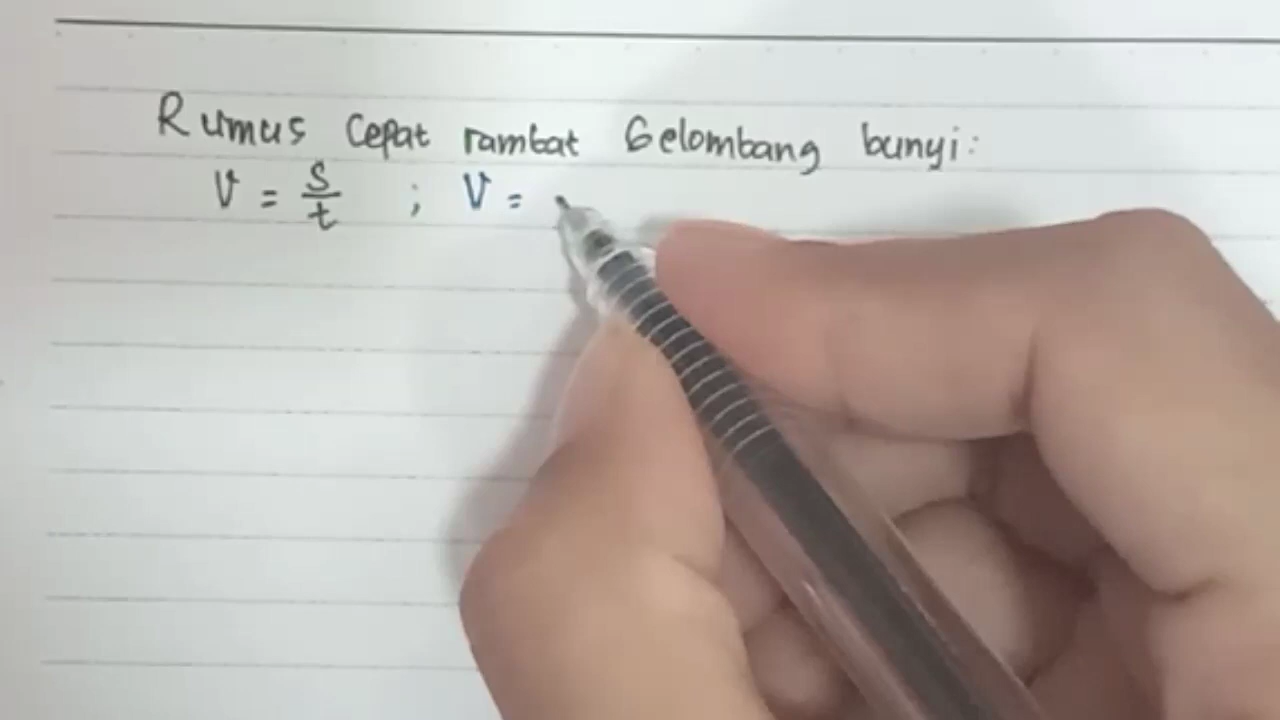 Rumus Cepat rambat Gelombang bunyi:
V = s/t ; V =